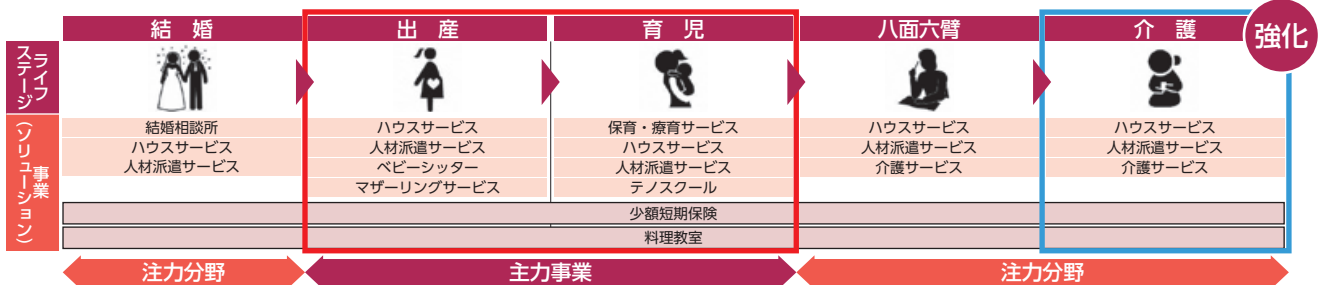 結婚
出産
育児
八面六臂
介護
強化
ライフ
ステージ
結婚相談所
ハウスサービス
人材派遣サービス
ハウスサービス
人材派遣サービス
ベビーシッター
マザーリングサービス
保育・療育サービス
ハウスサービス
人材派遣サービス
テノスクール
ハウスサービス
人材派遣サービス
介護サービス
ハウスサービス
人材派遣サービス
介護サービス
事業
（ソリューション）
少額短期保険
料理教室
注力分野
主力事業
注力分野